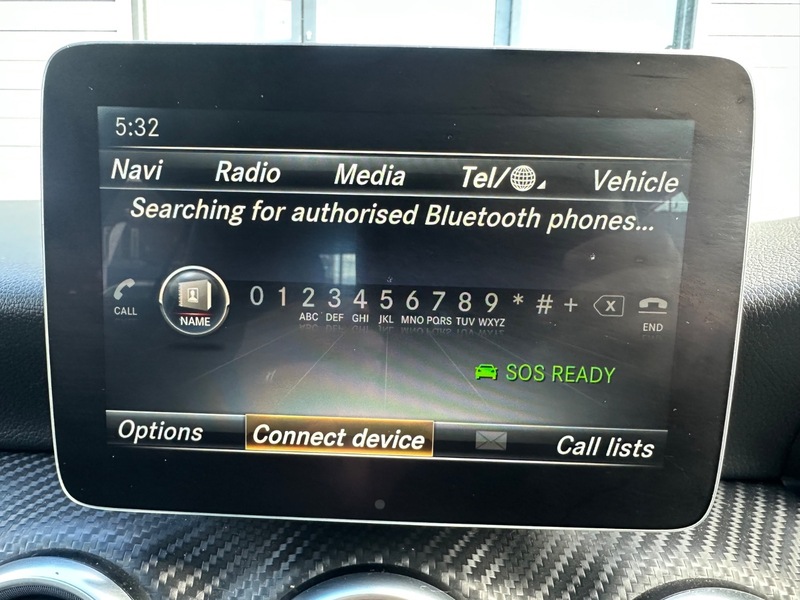 5:32
Navi Radio Media Tel/ Vehicle
Searching for authorised Bluetooth phones...
0 1 2 3 4 5 6 7 8 9 * # + X
CALL NAME ABC DEF GHI JKL MNO PQRS TUV WXYZ END
SOS READY
Options Connect device Call lists